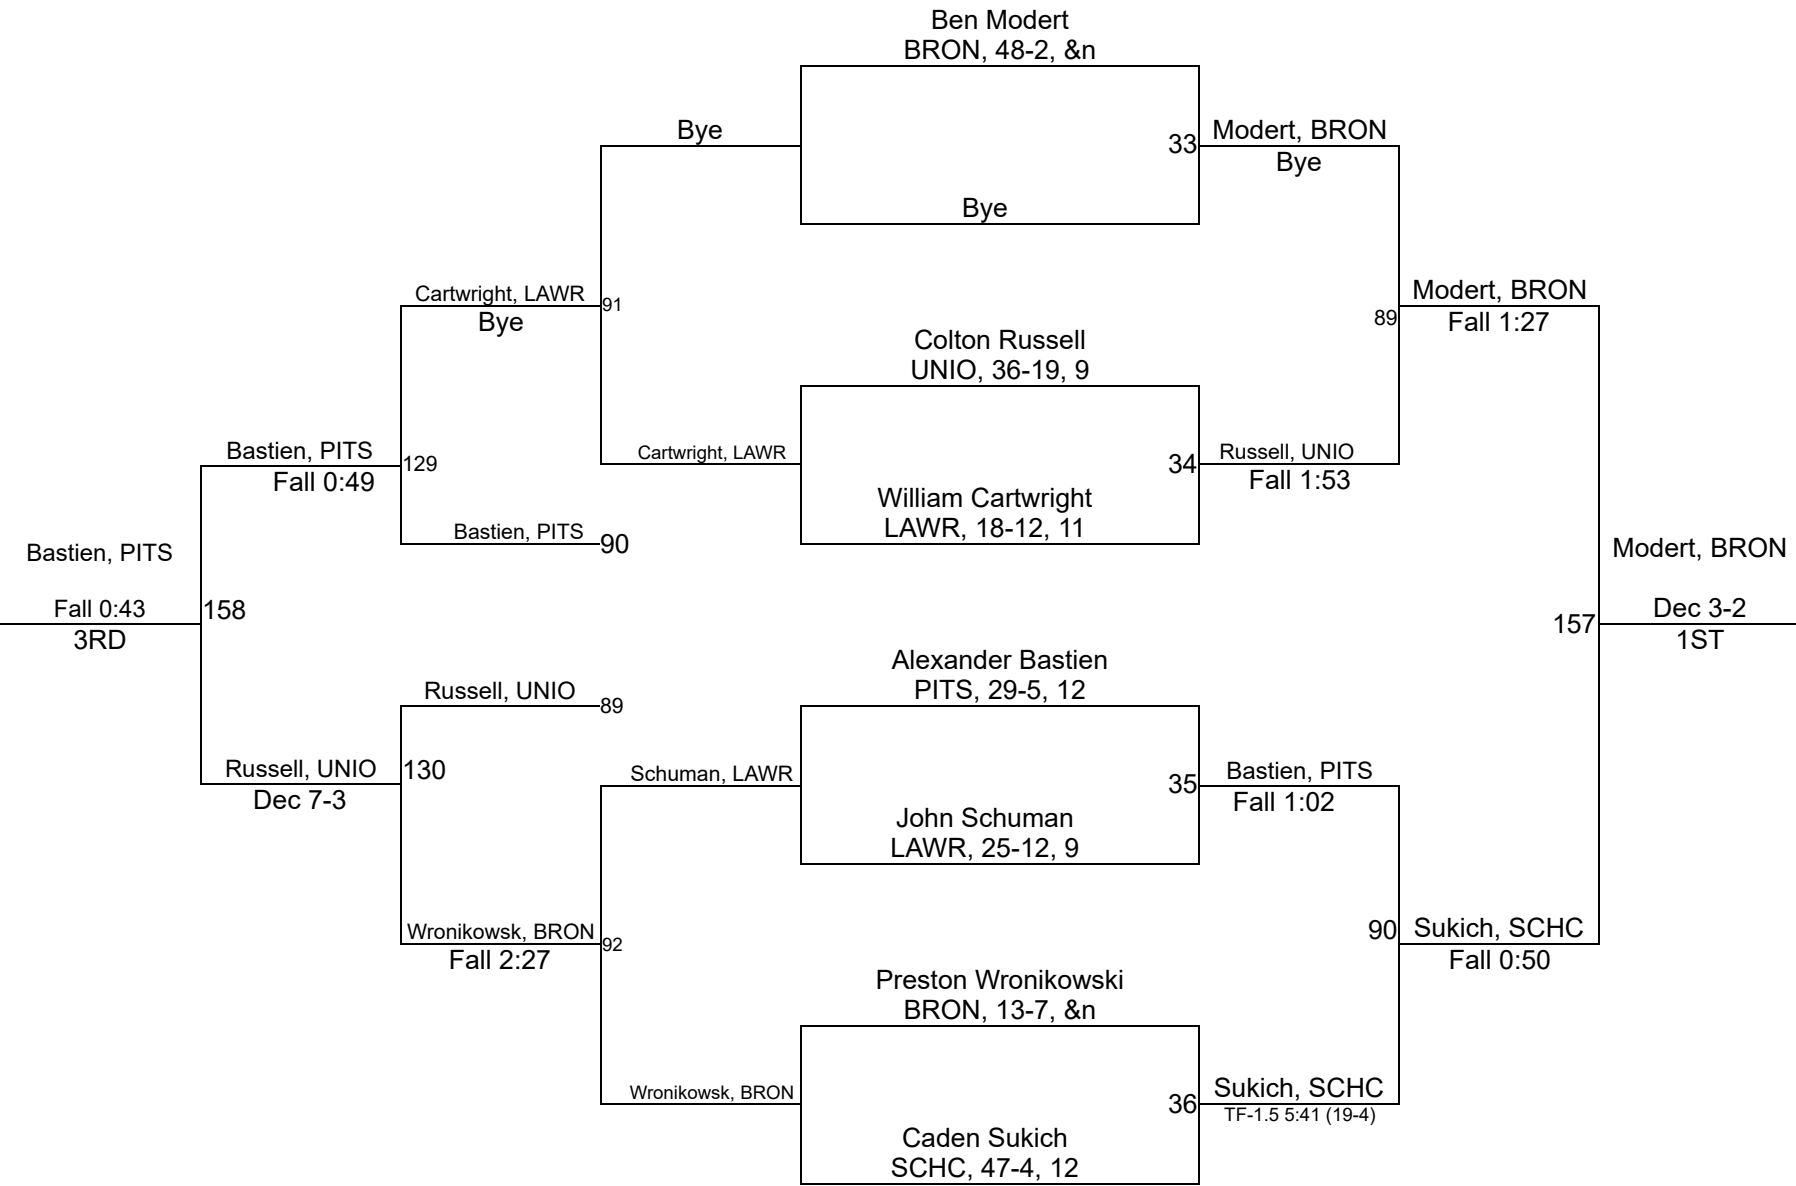 Ben Modert
BRON, 48-2, &n
Bye
33
Modert, BRON
Bye
Bye
Cartwright, LAWR
Bye
91
Modert, BRON
Fall 1:27
89
Colton Russell
UNIO, 36-19, 9
Bastien, PITS
Fall 0:49
129
Cartwright, LAWR
34
Russell, UNIO
Fall 1:53
William Cartwright
LAWR, 18-12, 11
Bastien, PITS
90
Bastien, PITS
Fall 0:43
3RD
158
Modert, BRON
157
Dec 3-2
1ST
Alexander Bastien
PITS, 29-5, 12
Russell, UNIO
89
Russell, UNIO
Dec 7-3
130
Schuman, LAWR
35
Bastien, PITS
Fall 1:02
John Schuman
LAWR, 25-12, 9
Wronikowsk, BRON
Fall 2:27
92
90
Sukich, SCHC
Fall 0:50
Preston Wronikowski
BRON, 13-7, &n
Wronikowsk, BRON
36
Sukich, SCHC
TF-1.5 5:41 (19-4)
Caden Sukich
SCHC, 47-4, 12